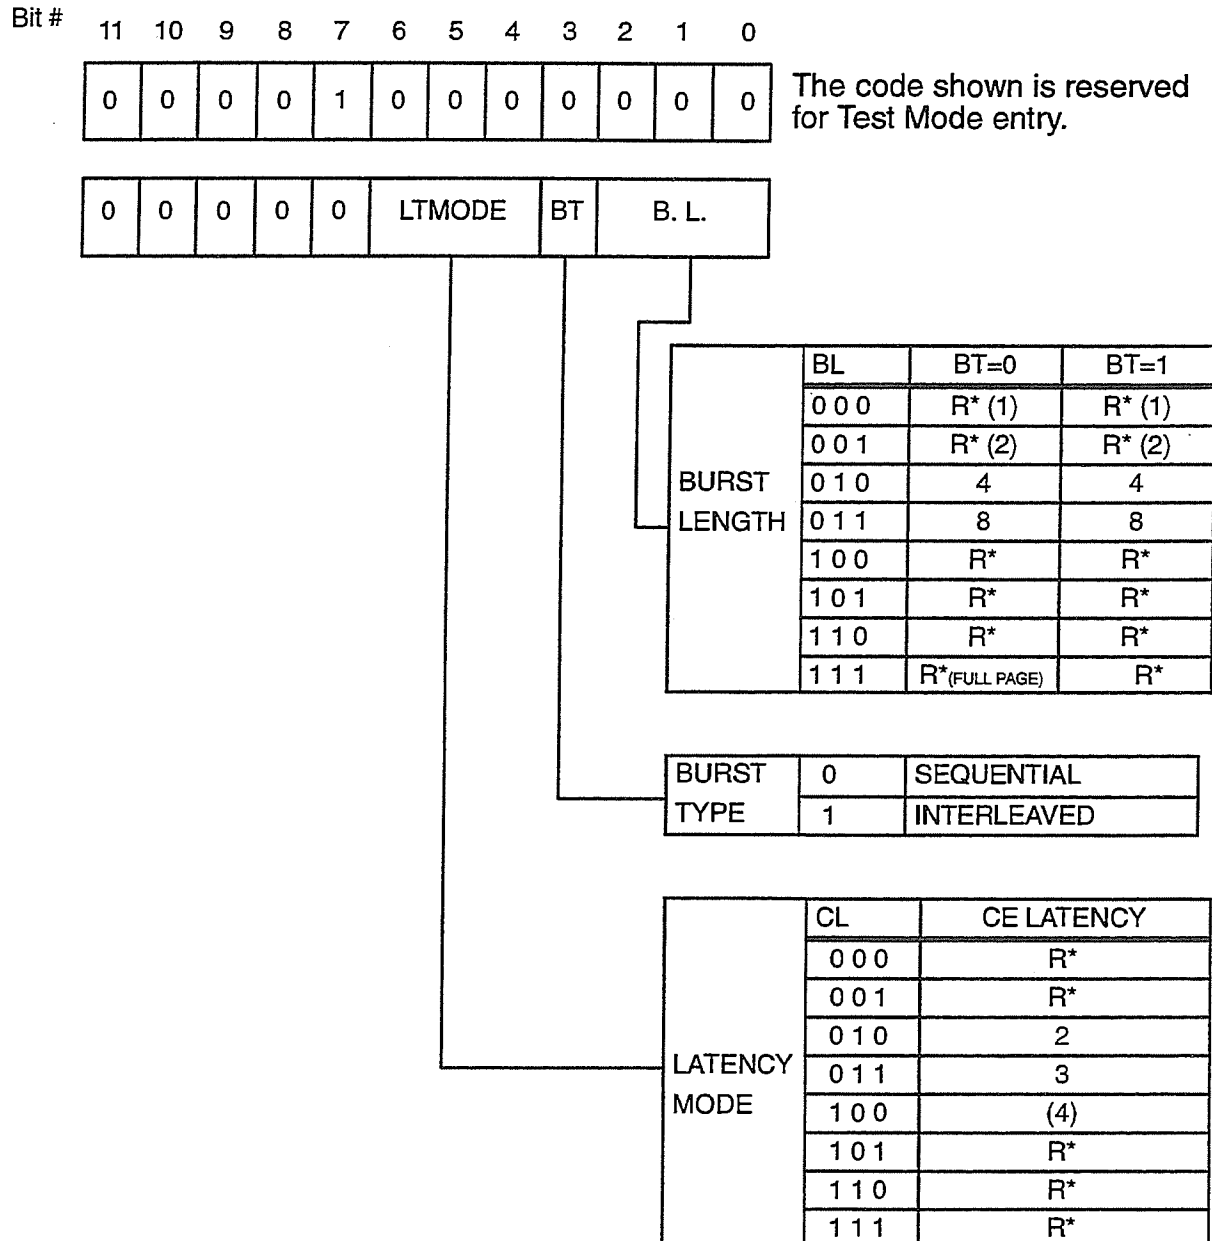 Bit # 11 10 9 8 7 6 5 4 3 2 1 0
0 0 0 0 1 0 0 0 0 0 0 0
The code shown is reserved
for Test Mode entry.
0 0 0 0 0 LTMODE BT B. L.
BURST
LENGTH
BL BT=0 BT=1
0 0 0 R* (1) R* (1)
0 0 1 R* (2) R* (2)
0 1 0 4 4
0 1 1 8 8
1 0 0 R* R*
1 0 1 R* R*
1 1 0 R* R*
1 1 1 R*(FULL PAGE) R*
BURST
TYPE
0 SEQUENTIAL
1 INTERLEAVED
LATENCY
MODE
CL CE LATENCY
0 0 0 R*
0 0 1 R*
0 1 0 2
0 1 1 3
1 0 0 (4)
1 0 1 R*
1 1 0 R*
1 1 1 R*